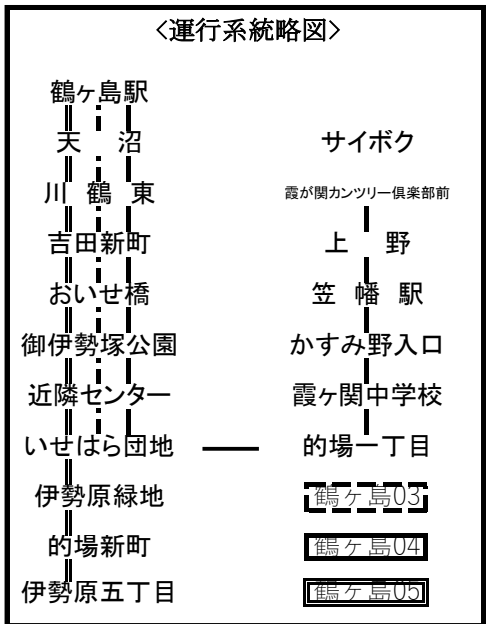 <運行系統略図>
鶴ヶ島駅
天 沼
川 鶴 東
吉田新町
おいせ橋
御伊勢塚公園
近隣センター
いせはら団地
伊勢原緑地
的場新町
伊勢原五丁目
サイボク
霞が関カンツリー倶楽部前
上 野
笠 幡 駅
かすみ野入口
霞ヶ関中学校
的場一丁目
鶴ヶ島03
鶴ヶ島04
鶴ヶ島05